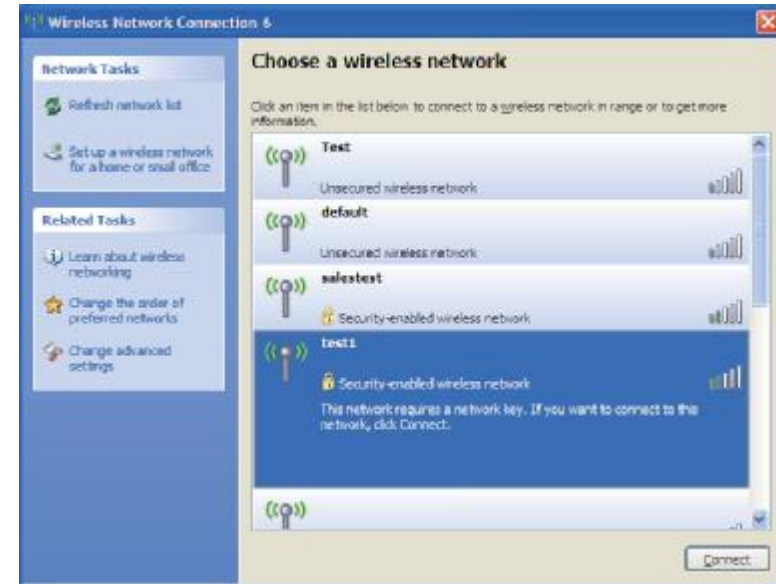 Wireless Network Connection 6
Network Tasks
Refresh network list
Set up a wireless network
for a home or small office
Related Tasks
Learn about wireless
networking
Change the order of
preferred networks
Change advanced
settings
Choose a wireless network
Click an item in the list below to connect to a wireless network in range or to get more
information.
Test
Unsecured wireless network
default
Unsecured wireless network
salestest
Security-enabled wireless network
test1
Security-enabled wireless network
This network requires a network key. If you want to connect to this
network, click Connect.
Connect